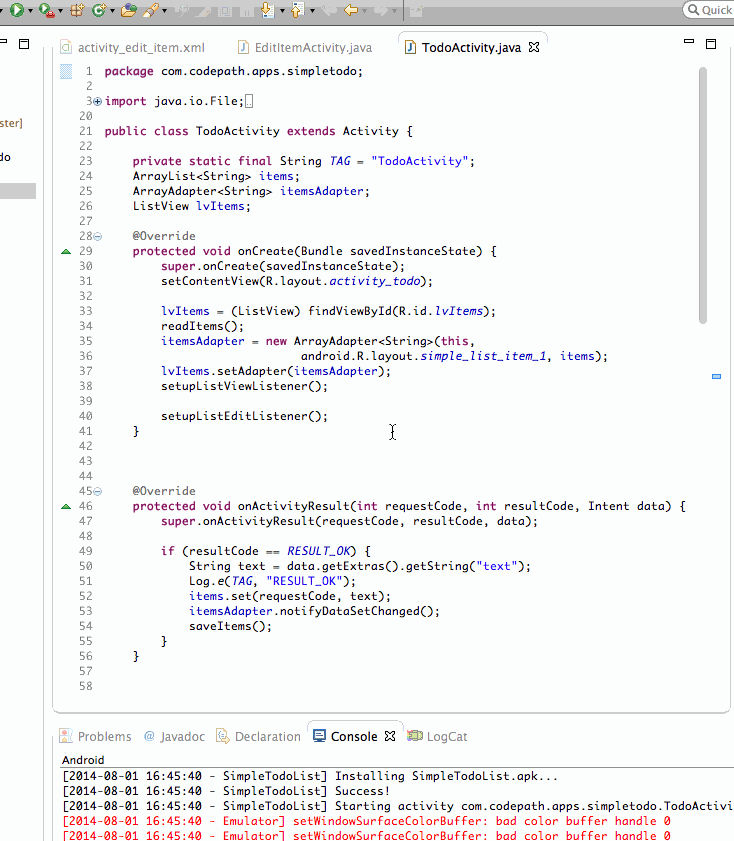 Quick
activity_edit_item.xml EditItemActivity.java TodoActivity.java
ster]
do
1 package com.codepath.apps.simpletodo;
2
3 import java.io.File;
20
21 public class TodoActivity extends Activity {
22
23 private static final String TAG = "TodoActivity";
24 ArrayList<String> items;
25 ArrayAdapter<String> itemsAdapter;
26 ListView lvItems;
27
28 @Override
29 protected void onCreate(Bundle savedInstanceState) {
30 super.onCreate(savedInstanceState);
31 setContentView(R.layout.activity_todo);
32
33 lvItems = (ListView) findViewById(R.id.lvItems);
34 readItems();
35 itemsAdapter = new ArrayAdapter<String>(this,
36 android.R.layout.simple_list_item_1, items);
37 lvItems.setAdapter(itemsAdapter);
38 setupListViewListener();
39
40 setupListEditListener();
41 }
42
43
44
45 @Override
46 protected void onActivityResult(int requestCode, int resultCode, Intent data) {
47 super.onActivityResult(requestCode, resultCode, data);
48
49 if (resultCode == RESULT_OK) {
50 String text = data.getExtras().getString("text");
51 Log.e(TAG, "RESULT_OK");
52 items.set(requestCode, text);
53 itemsAdapter.notifyDataSetChanged();
54 saveItems();
55 }
56 }
57
58
Problems @ Javadoc Declaration Console LogCat
Android
[2014-08-01 16:45:40 - SimpleTodoList] Installing SimpleTodoList.apk...
[2014-08-01 16:45:40 - SimpleTodoList] Success!
[2014-08-01 16:45:40 - SimpleTodoList] Starting activity com.codepath.apps.simpletodo.TodoActivi
[2014-08-01 16:45:40 - Emulator] setWindowSurfaceColorBuffer: bad color buffer handle 0
[2014-08-01 16:45:40 - Emulator] setWindowSurfaceColorBuffer: bad color buffer handle 0